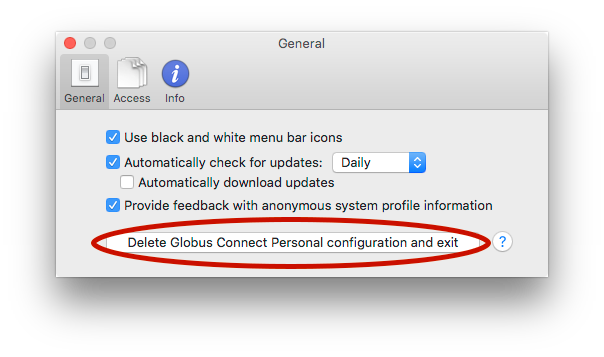 General
General Access Info
Use black and white menu bar icons
Automatically check for updates: Daily
Automatically download updates
Provide feedback with anonymous system profile information
Delete Globus Connect Personal configuration and exit ?